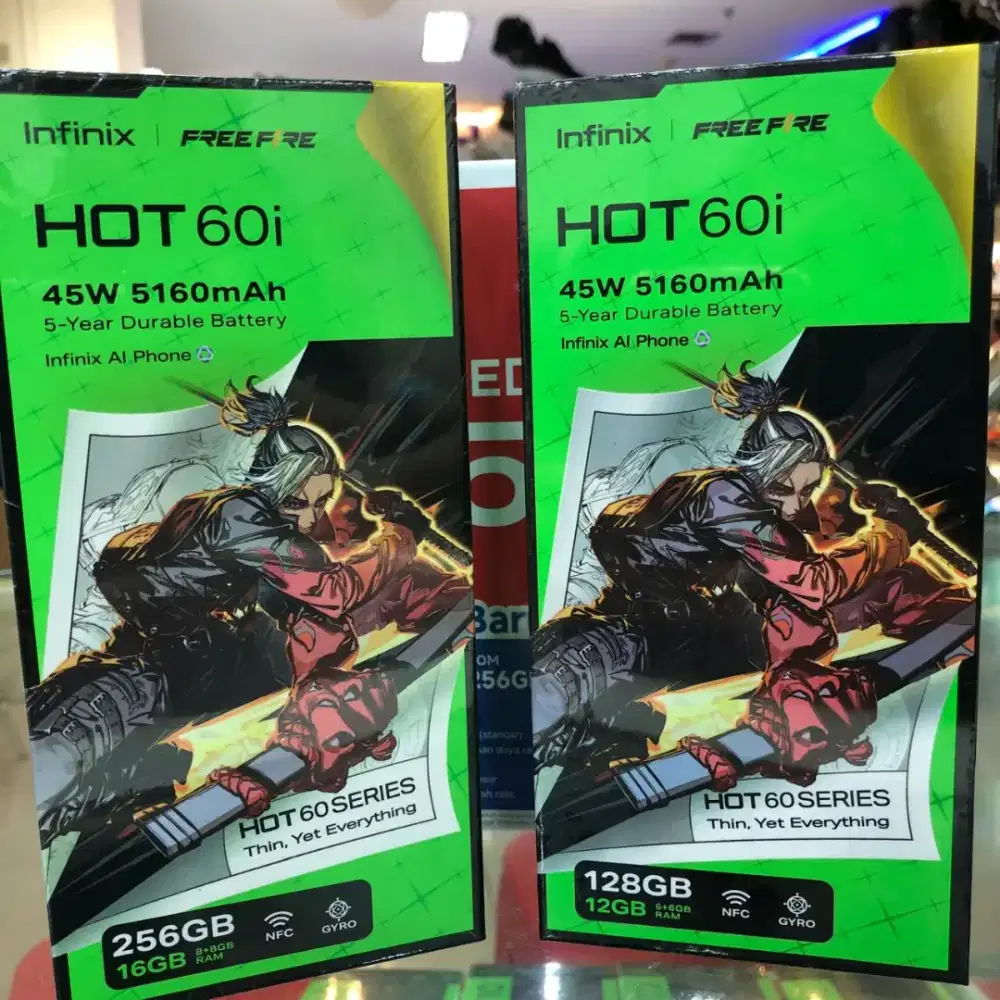 Infinix | FREE FIRE
HOT 60i
45W 5160mAh
5-Year Durable Battery
Infinix AI Phone
HOT 60 SERIES
Thin, Yet Everything
256GB
16GB 8+8GB RAM
NFC
GYRO
Infinix | FREE FIRE
HOT 60i
45W 5160mAh
5-Year Durable Battery
Infinix AI Phone
HOT 60 SERIES
Thin, Yet Everything
128GB
12GB 6+6GB RAM
NFC
GYRO